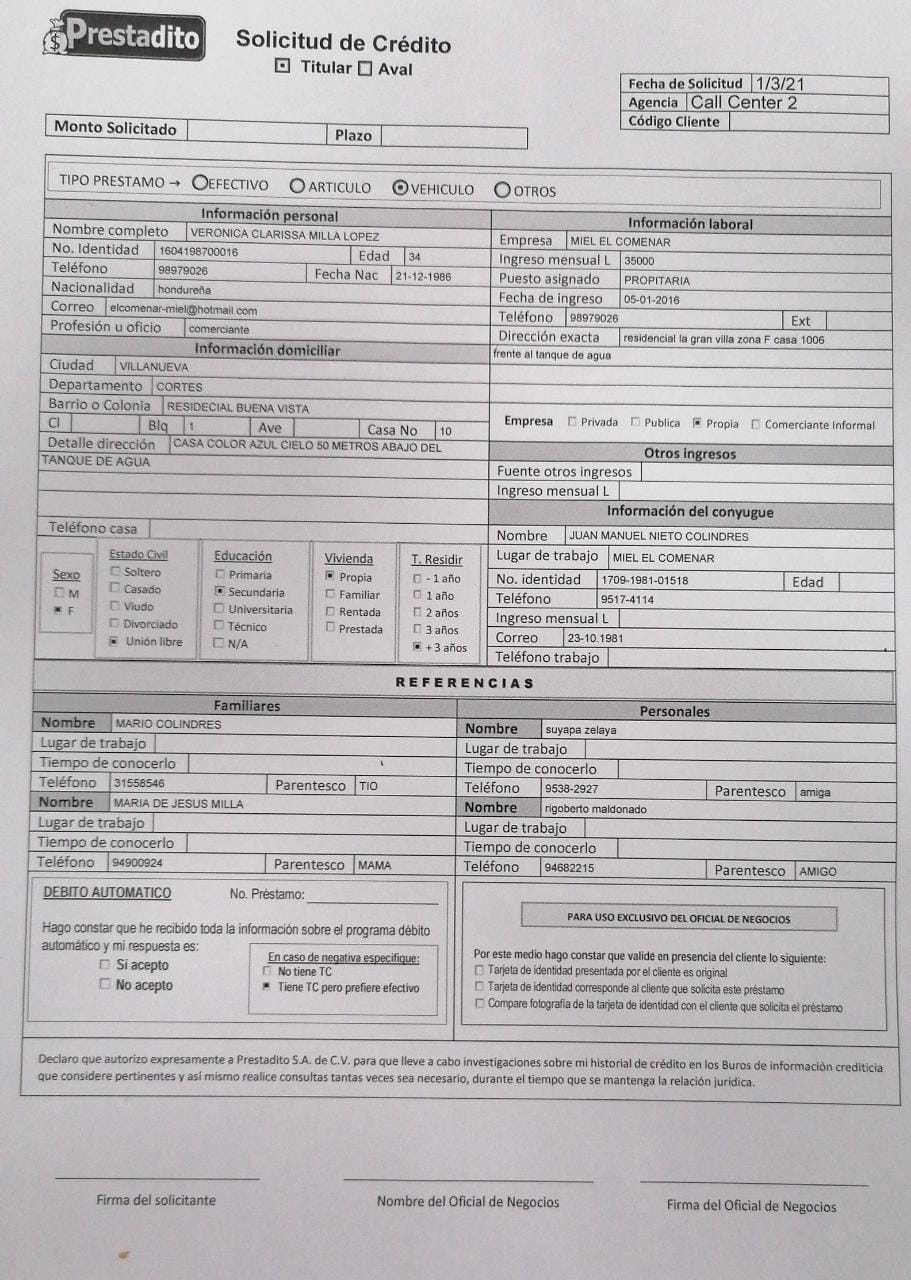 Prestadito
Solicitud de Crédito
Titular Aval
Fecha de Solicitud 1/3/21
Agencia Call Center 2
Código Cliente
Monto Solicitado Plazo
TIPO PRESTAMO → EFECTIVO ARTICULO VEHICULO OTROS
Información personal
Nombre completo VERONICA CLARISSA MILLA LOPEZ
No. Identidad 1604198700016 Edad 34
Teléfono 98979026 Fecha Nac 21-12-1986
Nacionalidad hondureña
Correo elcomenar-miel@hotmail.com
Profesión u oficio comerciante
Información domiciliar
Ciudad VILLANUEVA
Departamento CORTES
Barrio o Colonia RESIDECIAL BUENA VISTA
Cl Blq 1 Ave Casa No 10
Detalle dirección CASA COLOR AZUL CIELO 50 METROS ABAJO DEL
TANQUE DE AGUA
Teléfono casa
Sexo
M
F
Estado Civil
Soltero
Casado
Viudo
Divorciado
Unión libre
Educación
Primaria
Secundaria
Universitaria
Técnico
N/A
Vivienda
Propia
Familiar
Rentada
Prestada
T. Residir
- 1 año
1 año
2 años
3 años
+ 3 años
Información laboral
Empresa MIEL EL COMENAR
Ingreso mensual L 35000
Puesto asignado PROPITARIA
Fecha de ingreso 05-01-2016
Teléfono 98979026 Ext
Dirección exacta residencial la gran villa zona F casa 1006
frente al tanque de agua
Empresa Privada Publica Propia Comerciante Informal
Otros ingresos
Fuente otros ingresos
Ingreso mensual L
Información del conyugue
Nombre JUAN MANUEL NIETO COLINDRES
Lugar de trabajo MIEL EL COMENAR
No. identidad 1709-1981-01518 Edad
Teléfono 9517-4114
Ingreso mensual L
Correo 23-10.1981
Teléfono trabajo
REFERENCIAS
Familiares
Nombre MARIO COLINDRES
Lugar de trabajo
Tiempo de conocerlo
Teléfono 31558546 Parentesco TIO
Nombre MARIA DE JESUS MILLA
Lugar de trabajo
Tiempo de conocerlo
Teléfono 94900924 Parentesco MAMA
Personales
Nombre suyapa zelaya
Lugar de trabajo
Tiempo de conocerlo
Teléfono 9538-2927 Parentesco amiga
Nombre rigoberto maldonado
Lugar de trabajo
Tiempo de conocerlo
Teléfono 94682215 Parentesco AMIGO
DEBITO AUTOMATICO No. Préstamo:
Hago constar que he recibido toda la información sobre el programa débito
automático y mi respuesta es:
Si acepto
No acepto
En caso de negativa especifique:
No tiene TC
Tiene TC pero prefiere efectivo
PARA USO EXCLUSIVO DEL OFICIAL DE NEGOCIOS
Por este medio hago constar que validé en presencia del cliente lo siguiente:
Tarjeta de identidad presentada por el cliente es original
Tarjeta de identidad corresponde al cliente que solicita este préstamo
Compare fotografía de la tarjeta de identidad con el cliente que solicita el préstamo
Declaro que autorizo expresamente a Prestadito S.A. de C.V. para que lleve a cabo investigaciones sobre mi historial de crédito en los Buros de información crediticia
que considere pertinentes y así mismo realice consultas tantas veces sea necesario, durante el tiempo que se mantenga la relación jurídica.
Firma del solicitante
Nombre del Oficial de Negocios
Firma del Oficial de Negocios